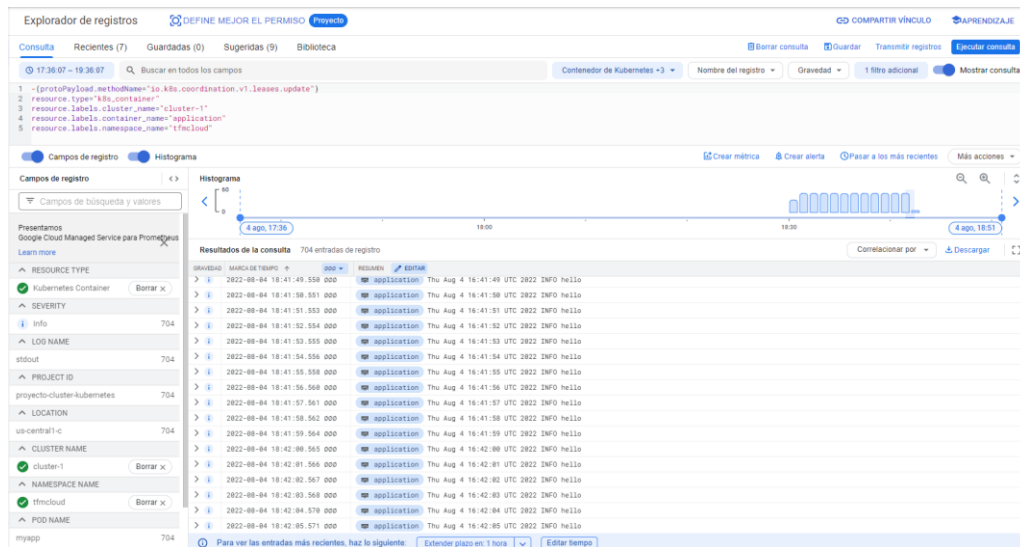 Explorador de registros DEFINE MEJOR EL PERMISO Proyecto COMPARTIR VÍNCULO APRENDIZAJE
Consulta Recientes (7) Guardadas (0) Sugeridas (9) Biblioteca Borrar consulta Guardar Transmitir registros Ejecutar consulta
17:36:07 – 19:36:07 Buscar en todos los campos Contenedor de Kubernetes +3 Nombre del registro Gravedad 1 filtro adicional Mostrar consulta
1 -(protoPayload.methodName="io.k8s.coordination.v1.leases.update")
2 resource.type="k8s_container"
3 resource.labels.cluster_name="cluster-1"
4 resource.labels.container_name="application"
5 resource.labels.namespace_name="tfmcloud"
Campos de registro Histograma Crear métrica Crear alerta Pasar a los más recientes Más acciones
Campos de registro
Campos de búsqueda y valores
Presentamos
Google Cloud Managed Service para Prometheus
Learn more
RESOURCE TYPE
Kubernetes Container Borrar x
SEVERITY
Info 704
LOG NAME
stdout 704
PROJECT ID
proyecto-cluster-kubernetes 704
LOCATION
us-central1-c 704
CLUSTER NAME
cluster-1 Borrar x
NAMESPACE NAME
tfmcloud Borrar x
POD NAME
myapp 704
Histograma
60
0
4 ago, 17:36 18:00 18:30 4 ago, 18:51
Resultados de la consulta 704 entradas de registro Correlacionar por Descargar
GRAVEDAD MARCA DE TIEMPO RESUMEN EDITAR
2022-08-04 18:41:49.550 application Thu Aug 4 16:41:49 UTC 2022 INFO hello
2022-08-04 18:41:50.551 application Thu Aug 4 16:41:50 UTC 2022 INFO hello
2022-08-04 18:41:51.553 application Thu Aug 4 16:41:51 UTC 2022 INFO hello
2022-08-04 18:41:52.554 application Thu Aug 4 16:41:52 UTC 2022 INFO hello
2022-08-04 18:41:53.555 application Thu Aug 4 16:41:53 UTC 2022 INFO hello
2022-08-04 18:41:54.556 application Thu Aug 4 16:41:54 UTC 2022 INFO hello
2022-08-04 18:41:55.558 application Thu Aug 4 16:41:55 UTC 2022 INFO hello
2022-08-04 18:41:56.560 application Thu Aug 4 16:41:56 UTC 2022 INFO hello
2022-08-04 18:41:57.561 application Thu Aug 4 16:41:57 UTC 2022 INFO hello
2022-08-04 18:41:58.562 application Thu Aug 4 16:41:58 UTC 2022 INFO hello
2022-08-04 18:41:59.564 application Thu Aug 4 16:41:59 UTC 2022 INFO hello
2022-08-04 18:42:00.565 application Thu Aug 4 16:42:00 UTC 2022 INFO hello
2022-08-04 18:42:01.566 application Thu Aug 4 16:42:01 UTC 2022 INFO hello
2022-08-04 18:42:02.567 application Thu Aug 4 16:42:02 UTC 2022 INFO hello
2022-08-04 18:42:03.568 application Thu Aug 4 16:42:03 UTC 2022 INFO hello
2022-08-04 18:42:04.570 application Thu Aug 4 16:42:04 UTC 2022 INFO hello
2022-08-04 18:42:05.571 application Thu Aug 4 16:42:05 UTC 2022 INFO hello
Para ver las entradas más recientes, haz lo siguiente: Extender plazo en: 1 hora Editar tiempo